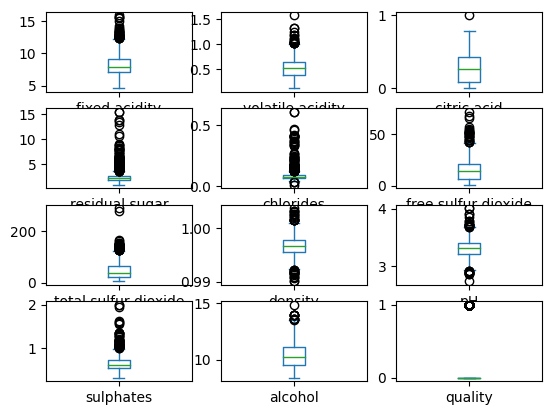 15
10
5
fixed acidity
1.5
1.0
0.5
volatile acidity
1
0
citric acid
15
10
5
residual sugar
0.5
0.0
chlorides
50
0
free sulfur dioxide
200
0
total sulfur dioxide
1.00
0.99
density
4
3
pH
2
1
sulphates
15
10
alcohol
1
0
quality